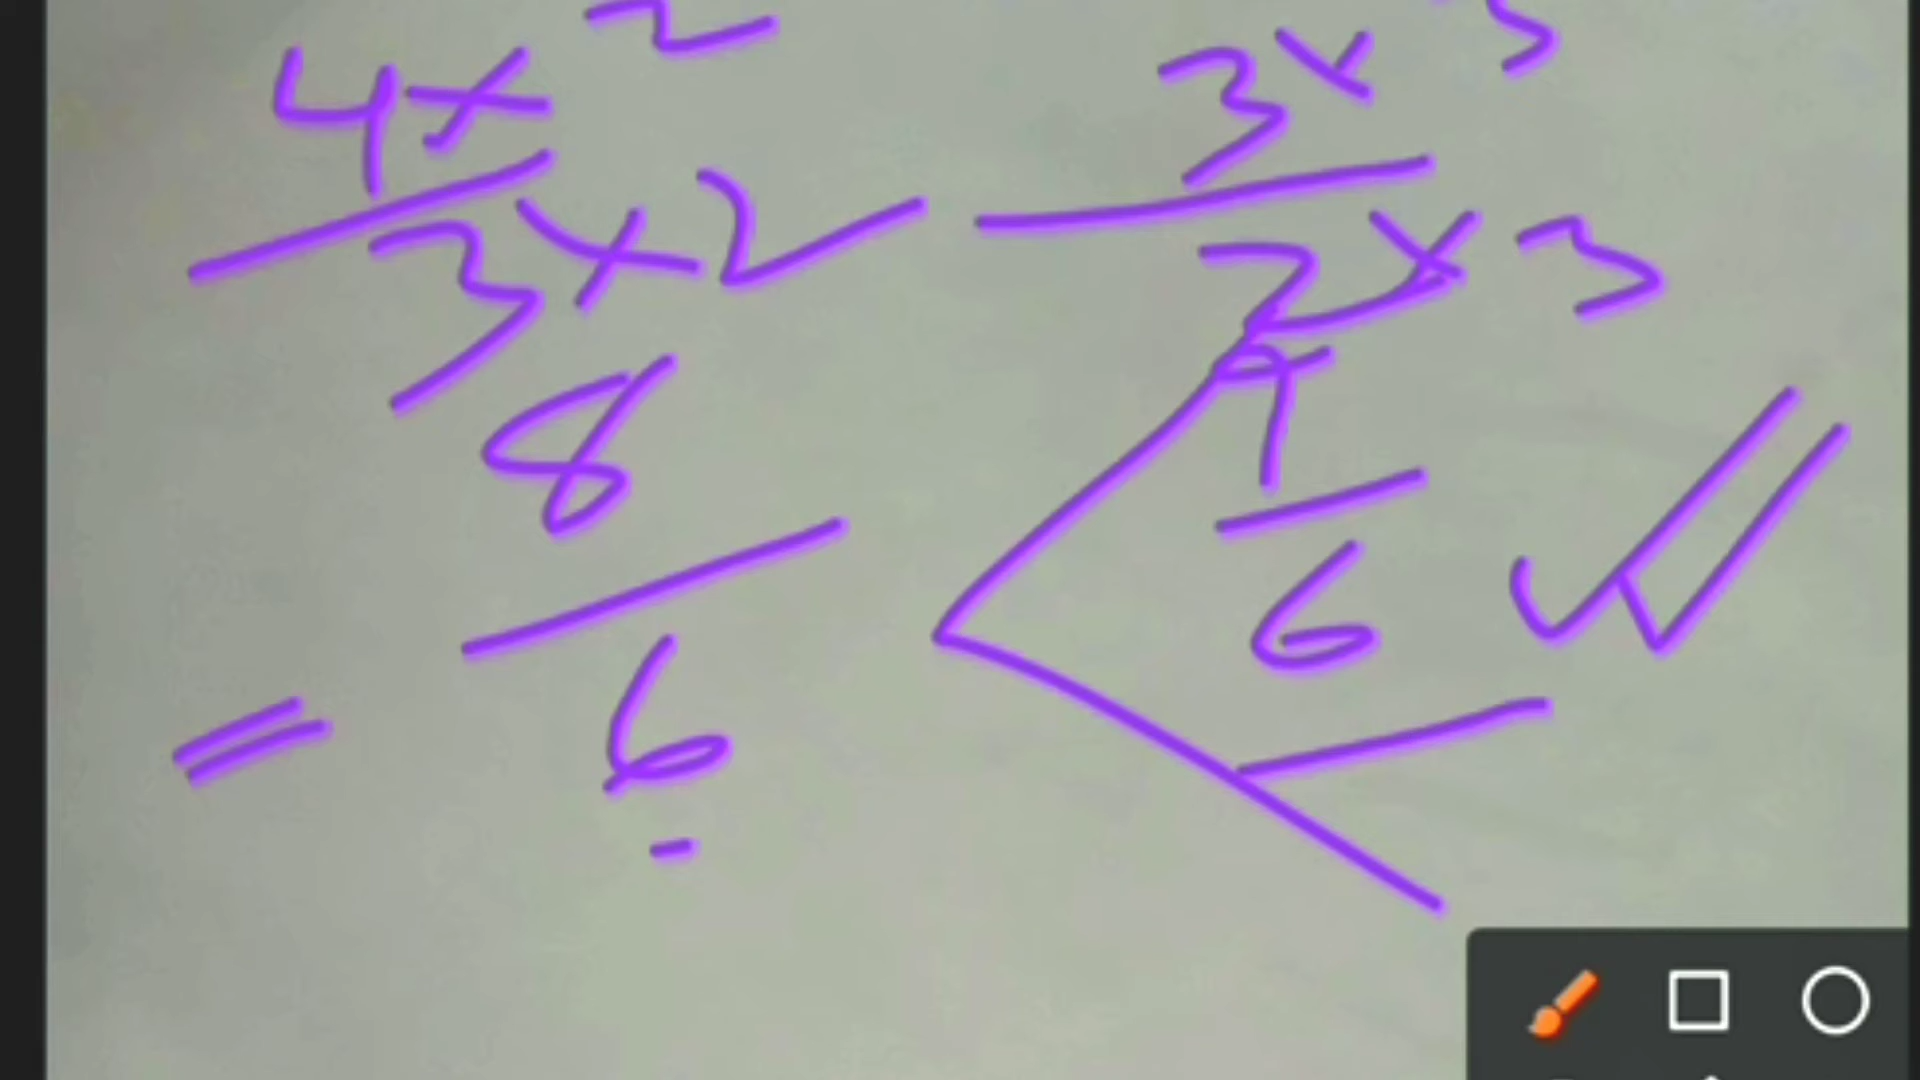 4 × 2   3 × 3
3 × 2   2 × 3
= 8 < 9
6   6